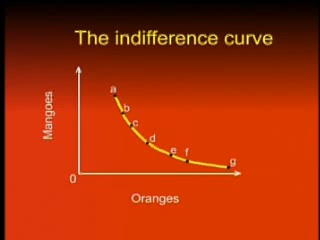 The indifference curve
Mangoes
a
b
c
d
e
f
g
0
Oranges